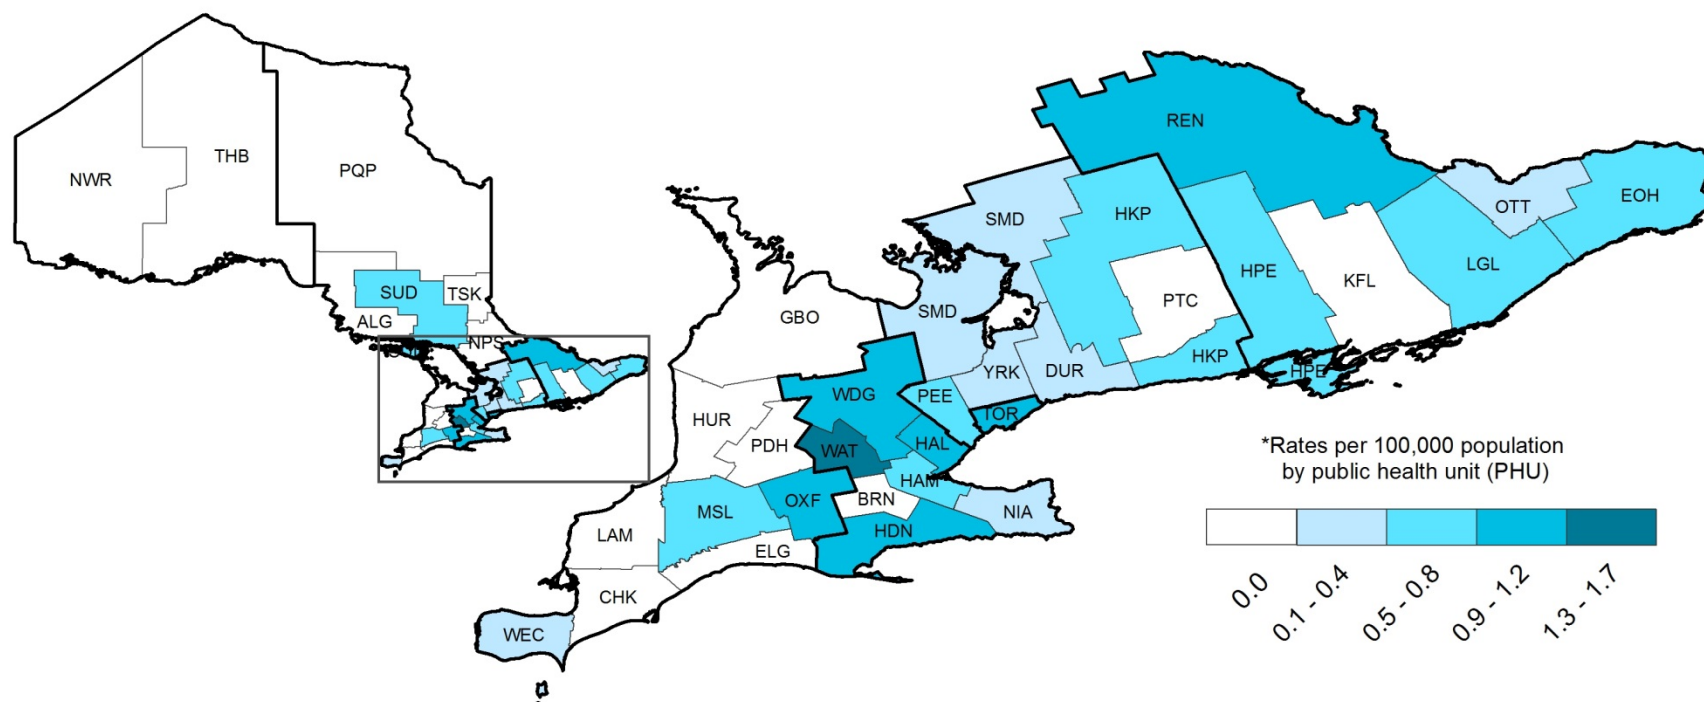 NWR
THB
PQP
SUD
TSK
ALG
NPS
REN
SMD
HKP
OTT
EOH
HPE
LGL
KFL
PTC
GBO
SMD
HKP
HPE
YRK
DUR
WDG
PEE
TOR
HUR
PDH
WAT
HAL
HAM
BRN
OXF
MSL
NIA
HDN
LAM
ELG
CHK
WEC
*Rates per 100,000 population
by public health unit (PHU)
0.0
0.1 - 0.4
0.5 - 0.8
0.9 - 1.2
1.3 - 1.7